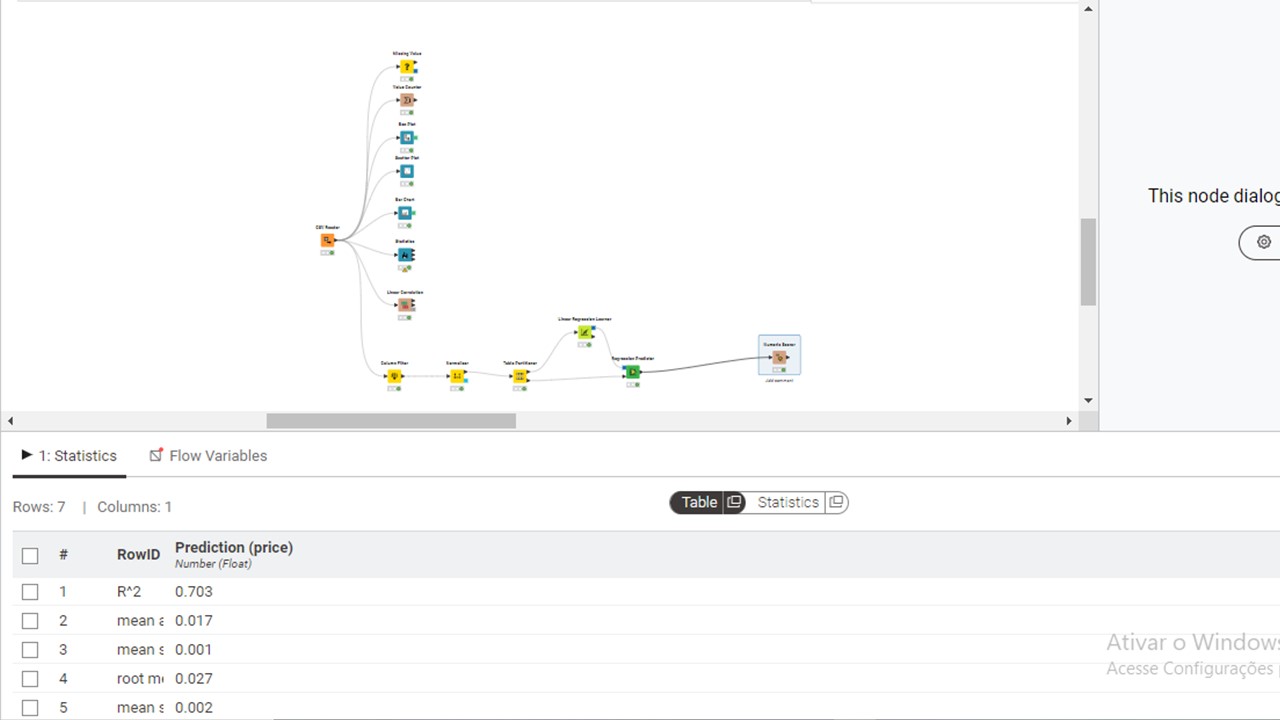 Missing Value
Value Counter
Box Plot
Scatter Plot
Bar Chart
CSV Reader
Statistics
Linear Correlation
Linear Regression Learner
Column Filter
Normalizer
Table Partitioner
Regression Predictor
Numeric Scorer
Add comment
This node dialog
1: Statistics
Flow Variables
Rows: 7 | Columns: 1
Table
Statistics
# RowID Prediction (price)
Number (Float)
1 R^2 0.703
2 mean a 0.017
3 mean s 0.001
4 root me 0.027
5 mean s 0.002
Ativar o Windows
Acesse Configurações p